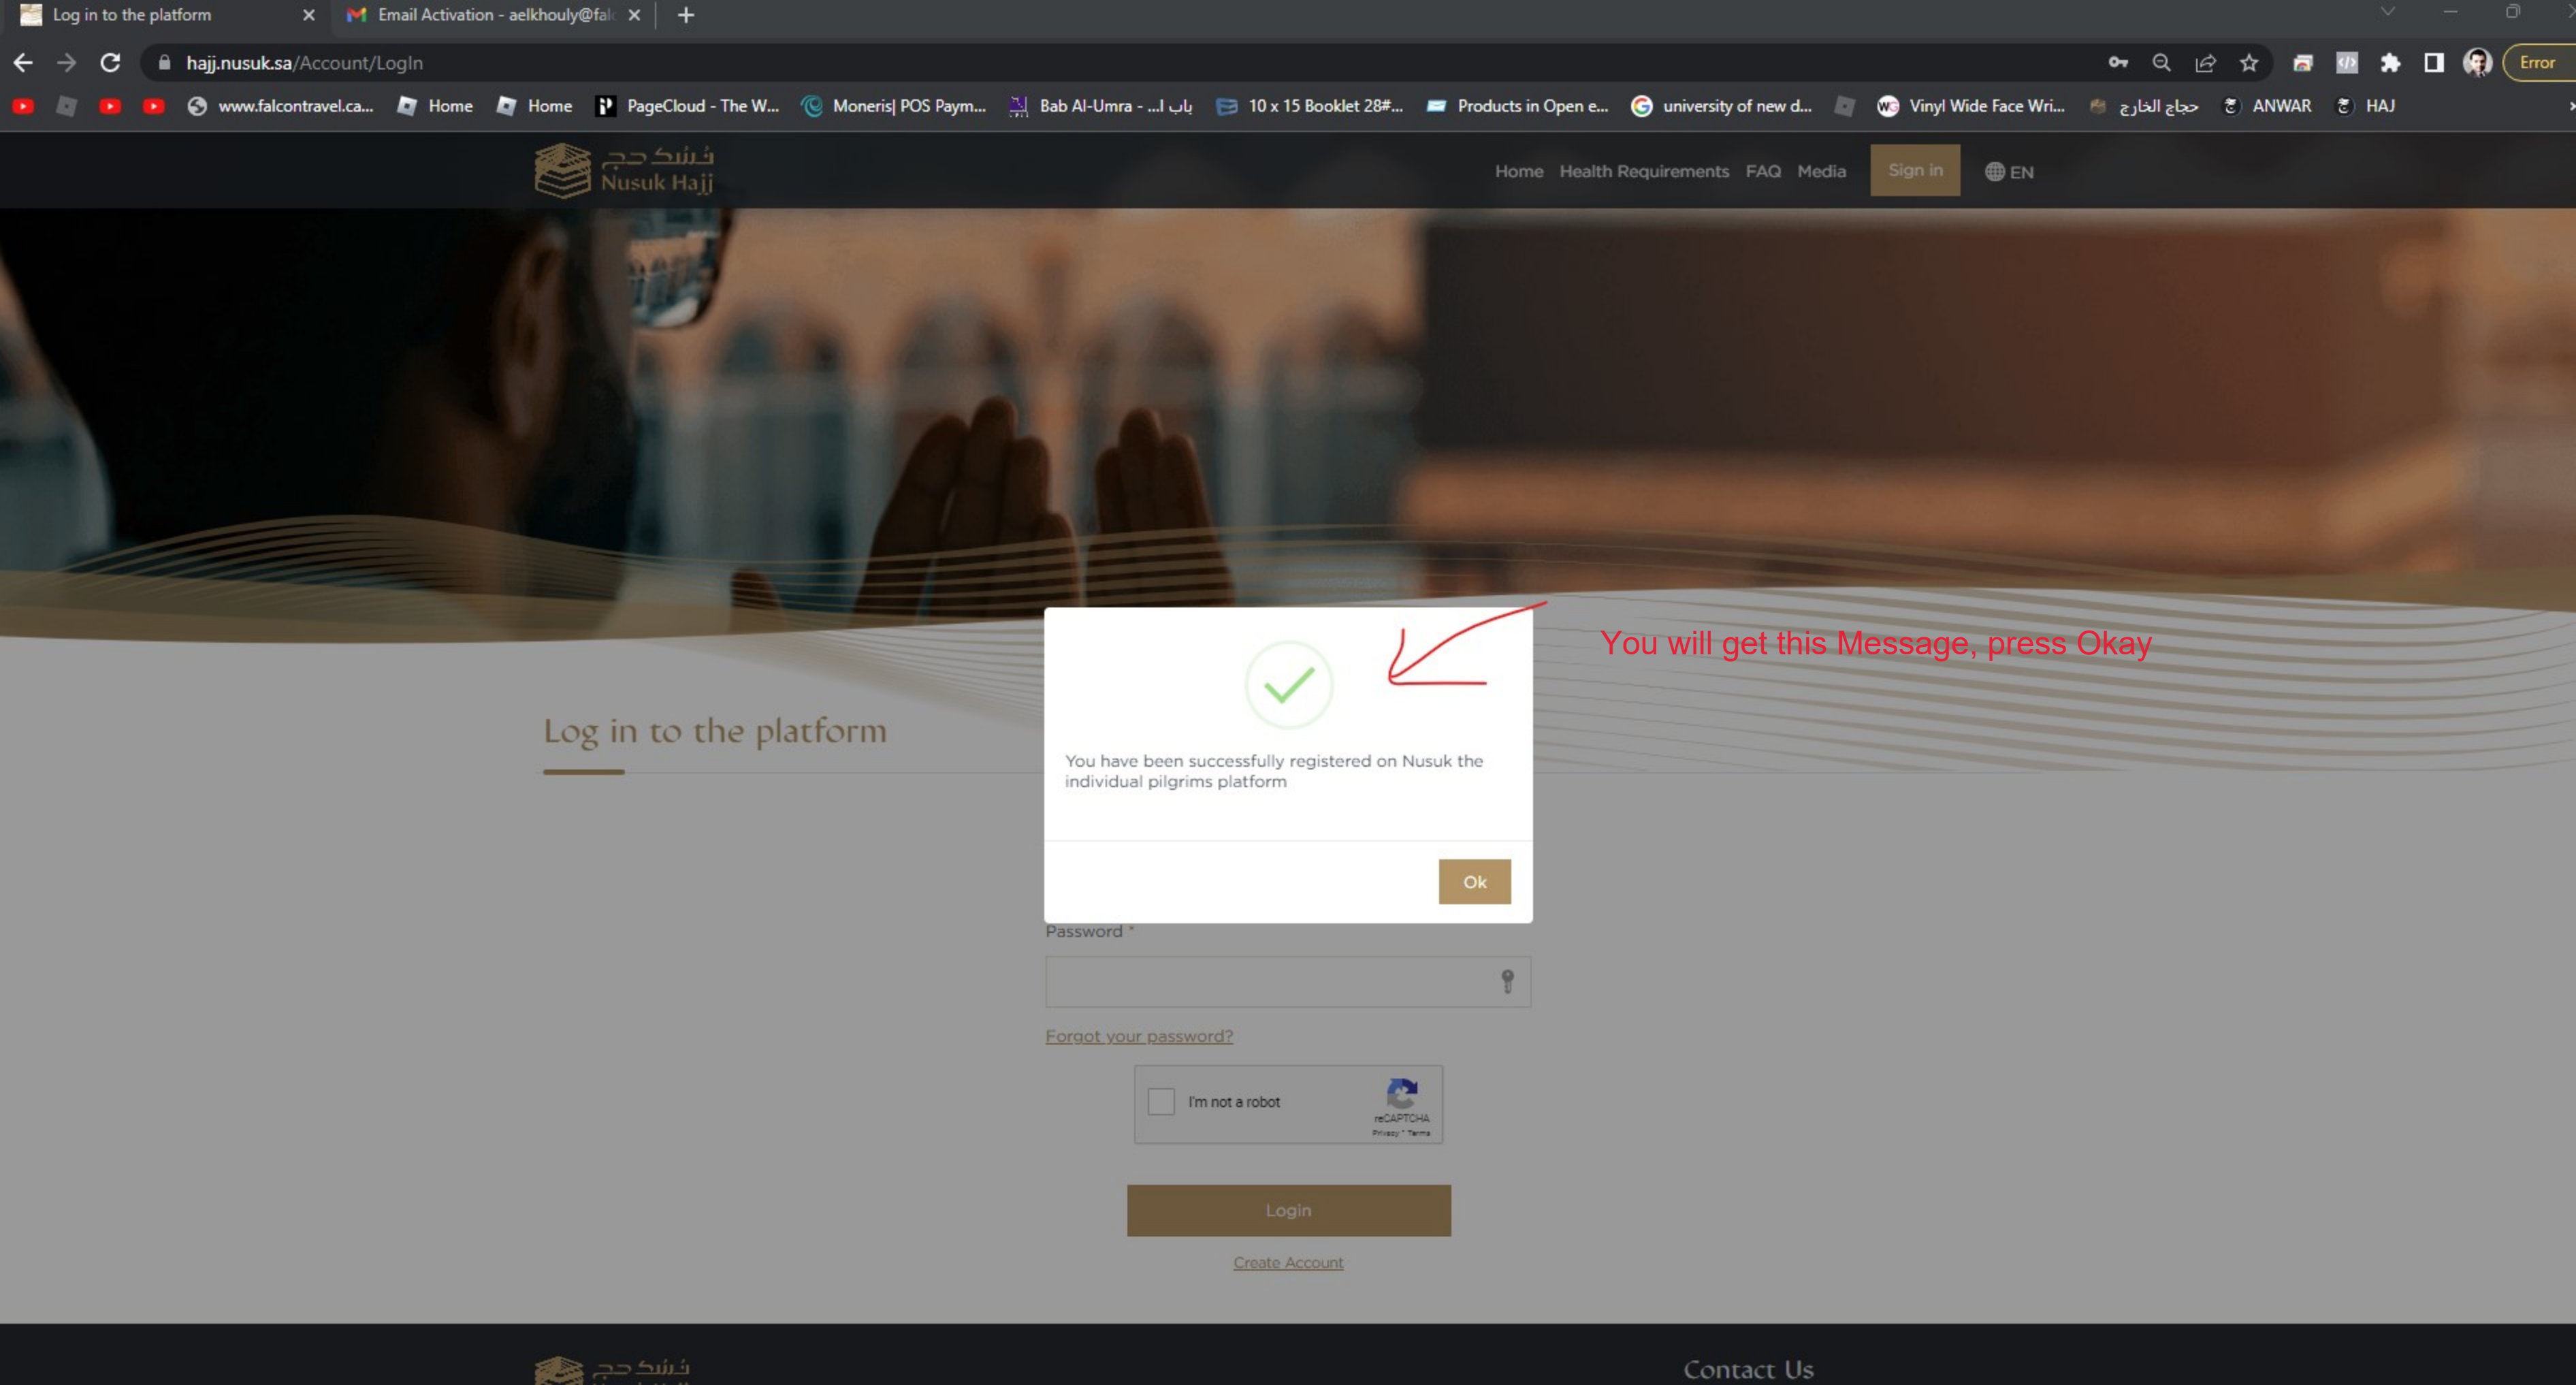 Log in to the platform
Email Activation - aelkhouly@fal
hajj.nusuk.sa/Account/LogIn
Error
www.falcontravel.ca...
Home
Home
PageCloud - The W...
Moneris| POS Paym...
Bab Al-Umra - ...باب ا
10 x 15 Booklet 28#...
Products in Open e...
university of new d...
Vinyl Wide Face Wri...
حجاج الخارج
ANWAR
HAJ
نسك حج
Nusuk Hajj
Home
Health Requirements
FAQ
Media
Sign in
EN
You will get this Message, press Okay
Log in to the platform
You have been successfully registered on Nusuk the
individual pilgrims platform
Ok
Password *
Forgot your password?
I'm not a robot
reCAPTCHA
Privacy * Terms
Login
Create Account
نسك حج
Contact Us